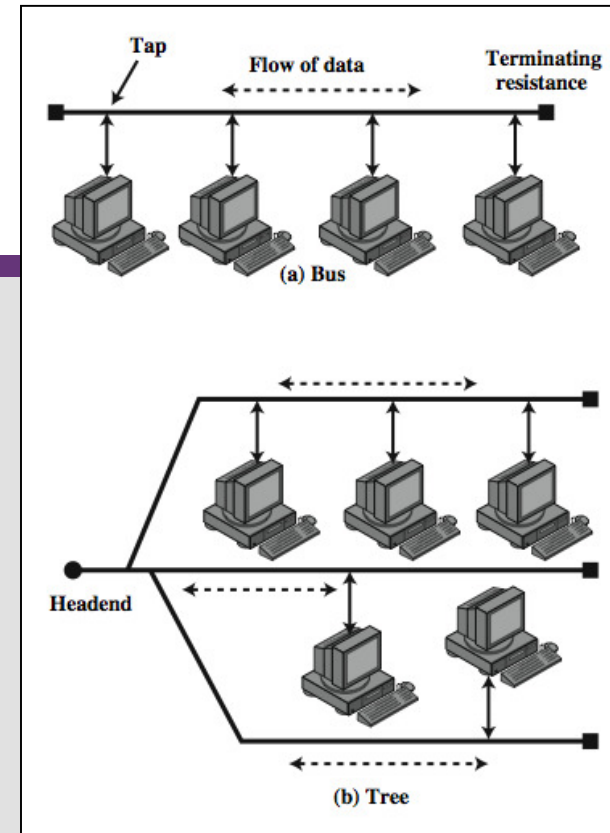 Tap
Flow of data
Terminating
resistance
(a) Bus
Headend
(b) Tree